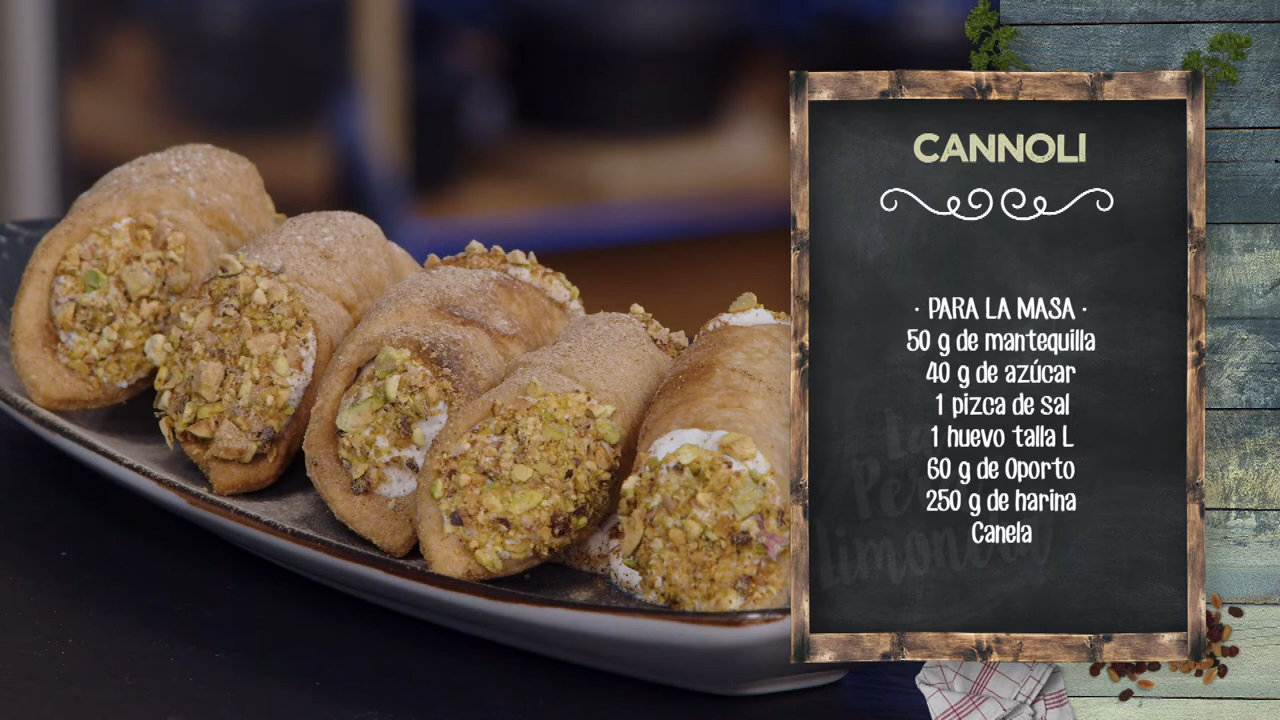 CANNOLI
· PARA LA MASA ·
50 g de mantequilla
40 g de azúcar
1 pizca de sal
1 huevo talla L
60 g de Oporto
250 g de harina
Canela